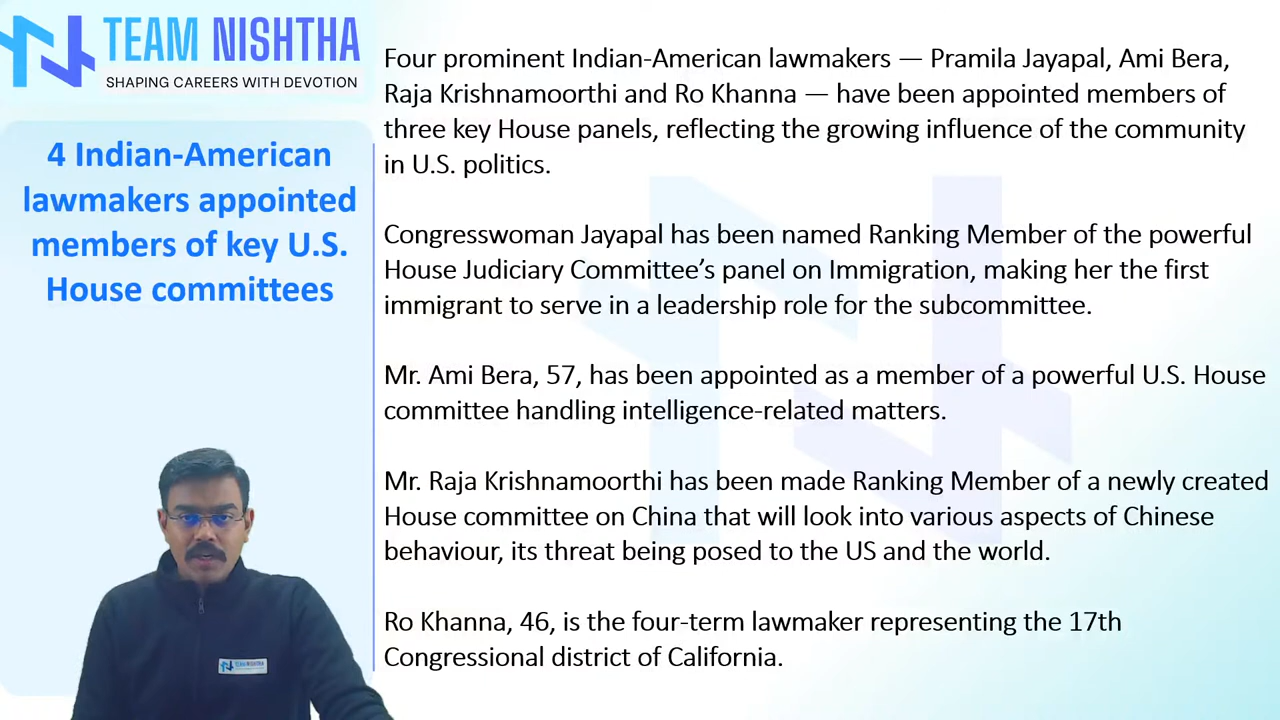 TEAM NISHTHA
SHAPING CAREERS WITH DEVOTION
4 Indian-American
lawmakers appointed
members of key U.S.
House committees
Four prominent Indian-American lawmakers — Pramila Jayapal, Ami Bera,
Raja Krishnamoorthi and Ro Khanna — have been appointed members of
three key House panels, reflecting the growing influence of the community
in U.S. politics.
Congresswoman Jayapal has been named Ranking Member of the powerful
House Judiciary Committee’s panel on Immigration, making her the first
immigrant to serve in a leadership role for the subcommittee.
Mr. Ami Bera, 57, has been appointed as a member of a powerful U.S. House
committee handling intelligence-related matters.
Mr. Raja Krishnamoorthi has been made Ranking Member of a newly created
House committee on China that will look into various aspects of Chinese
behaviour, its threat being posed to the US and the world.
Ro Khanna, 46, is the four-term lawmaker representing the 17th
Congressional district of California.
TEAM NISHTHA